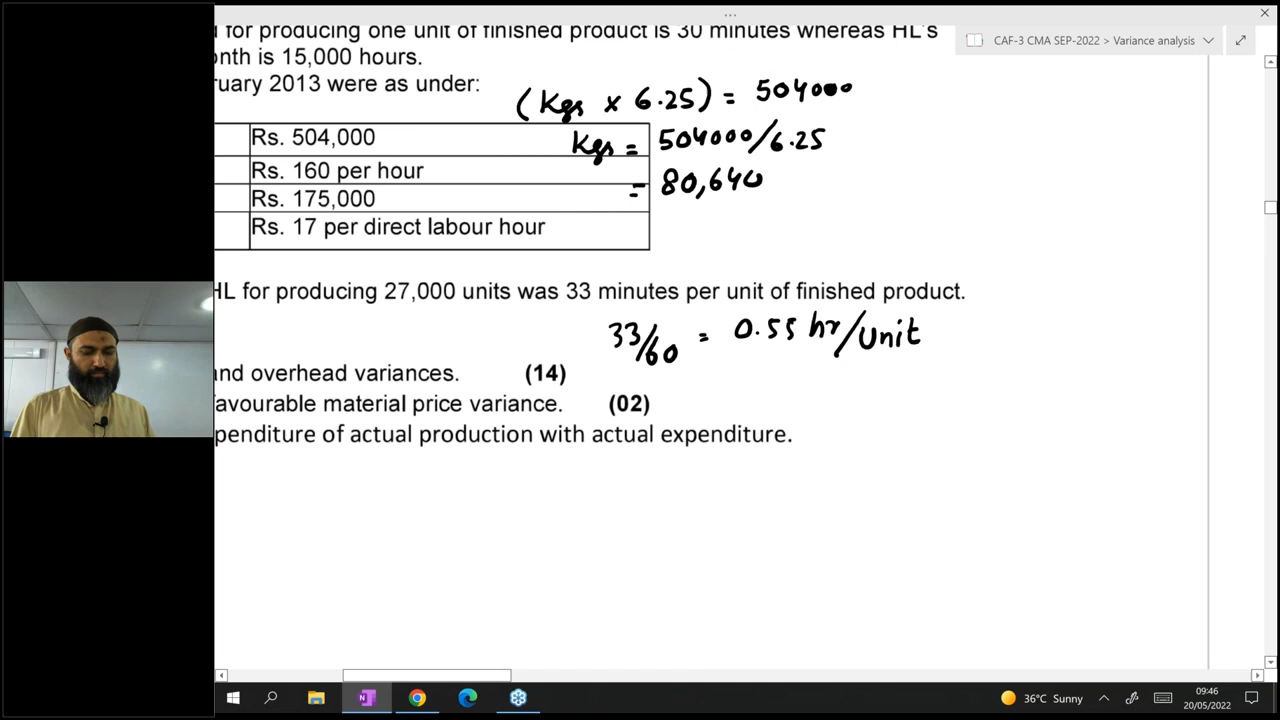 CAF-3 CMA SEP-2022 > Variance analysis
d for producing one unit of finished product is 30 minutes whereas HL's
onth is 15,000 hours.
ruary 2013 were as under:
(Kgs x 6.25) = 504000
Rs. 504,000
Kgs = 504000/6.25
Rs. 160 per hour
= 80,640
Rs. 175,000
Rs. 17 per direct labour hour
HL for producing 27,000 units was 33 minutes per unit of finished product.
33/60 = 0.55 hr/unit
and overhead variances. (14)
favourable material price variance. (02)
penditure of actual production with actual expenditure.
36°C Sunny
09:46
20/05/2022